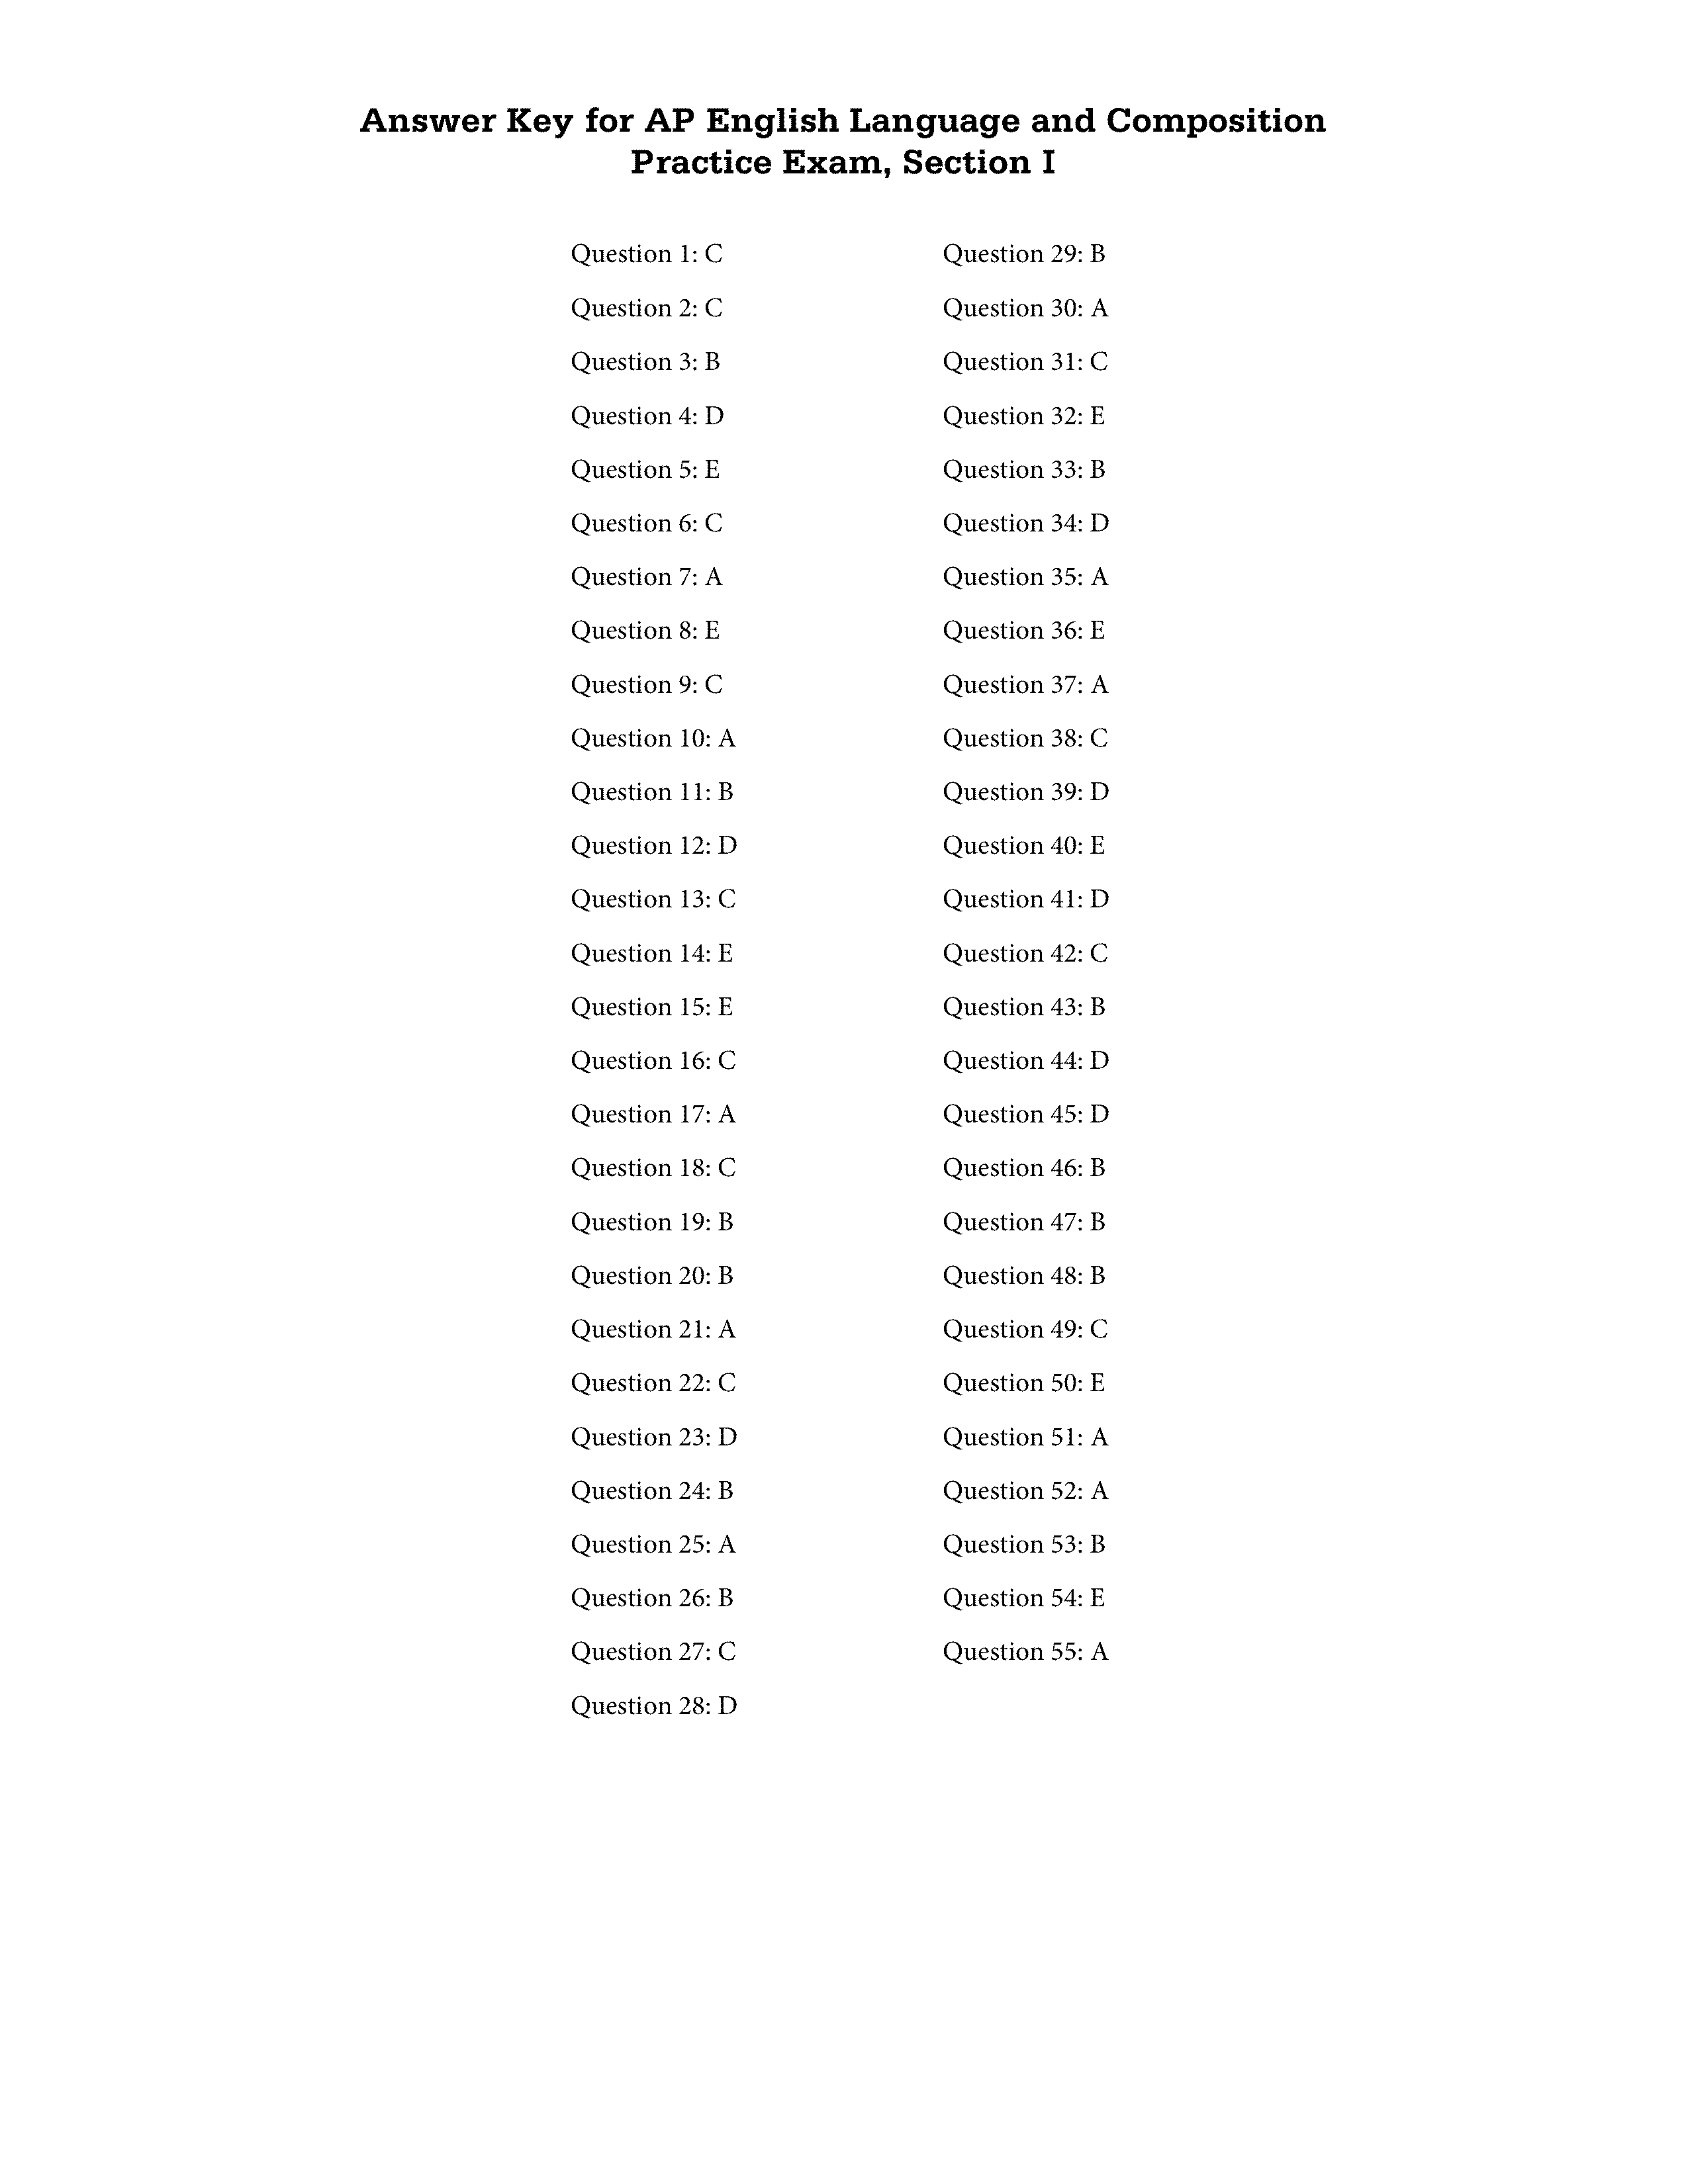 Answer Key for AP English Language and Composition
Practice Exam, Section I
Question 1: C
Question 2: C
Question 3: B
Question 4: D
Question 5: E
Question 6: C
Question 7: A
Question 8: E
Question 9: C
Question 10: A
Question 11: B
Question 12: D
Question 13: C
Question 14: E
Question 15: E
Question 16: C
Question 17: A
Question 18: C
Question 19: B
Question 20: B
Question 21: A
Question 22: C
Question 23: D
Question 24: B
Question 25: A
Question 26: B
Question 27: C
Question 28: D
Question 29: B
Question 30: A
Question 31: C
Question 32: E
Question 33: B
Question 34: D
Question 35: A
Question 36: E
Question 37: A
Question 38: C
Question 39: D
Question 40: E
Question 41: D
Question 42: C
Question 43: B
Question 44: D
Question 45: D
Question 46: B
Question 47: B
Question 48: B
Question 49: C
Question 50: E
Question 51: A
Question 52: A
Question 53: B
Question 54: E
Question 55: A